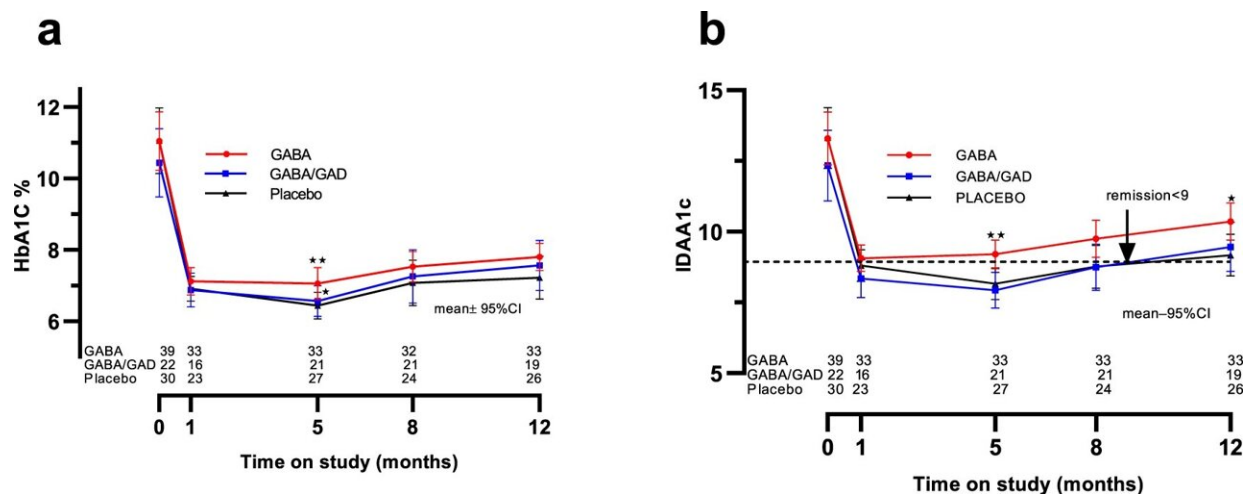 a
HbA1C %
12
10
8
6
GABA
GABA/GAD
Placebo
★★
★
mean± 95%CI
GABA 39 33 33 32 33
GABA/GAD 22 16 21 21 19
Placebo 30 23 27 24 26
0 1 5 8 12
Time on study (months)
b
IDAA1c
15
10
5
GABA
GABA/GAD
PLACEBO
remission<9
★★
★
mean–95%CI
GABA 39 33 33 33 33
GABA/GAD 22 16 21 21 19
Placebo 30 23 27 24 26
0 1 5 8 12
Time on study (months)